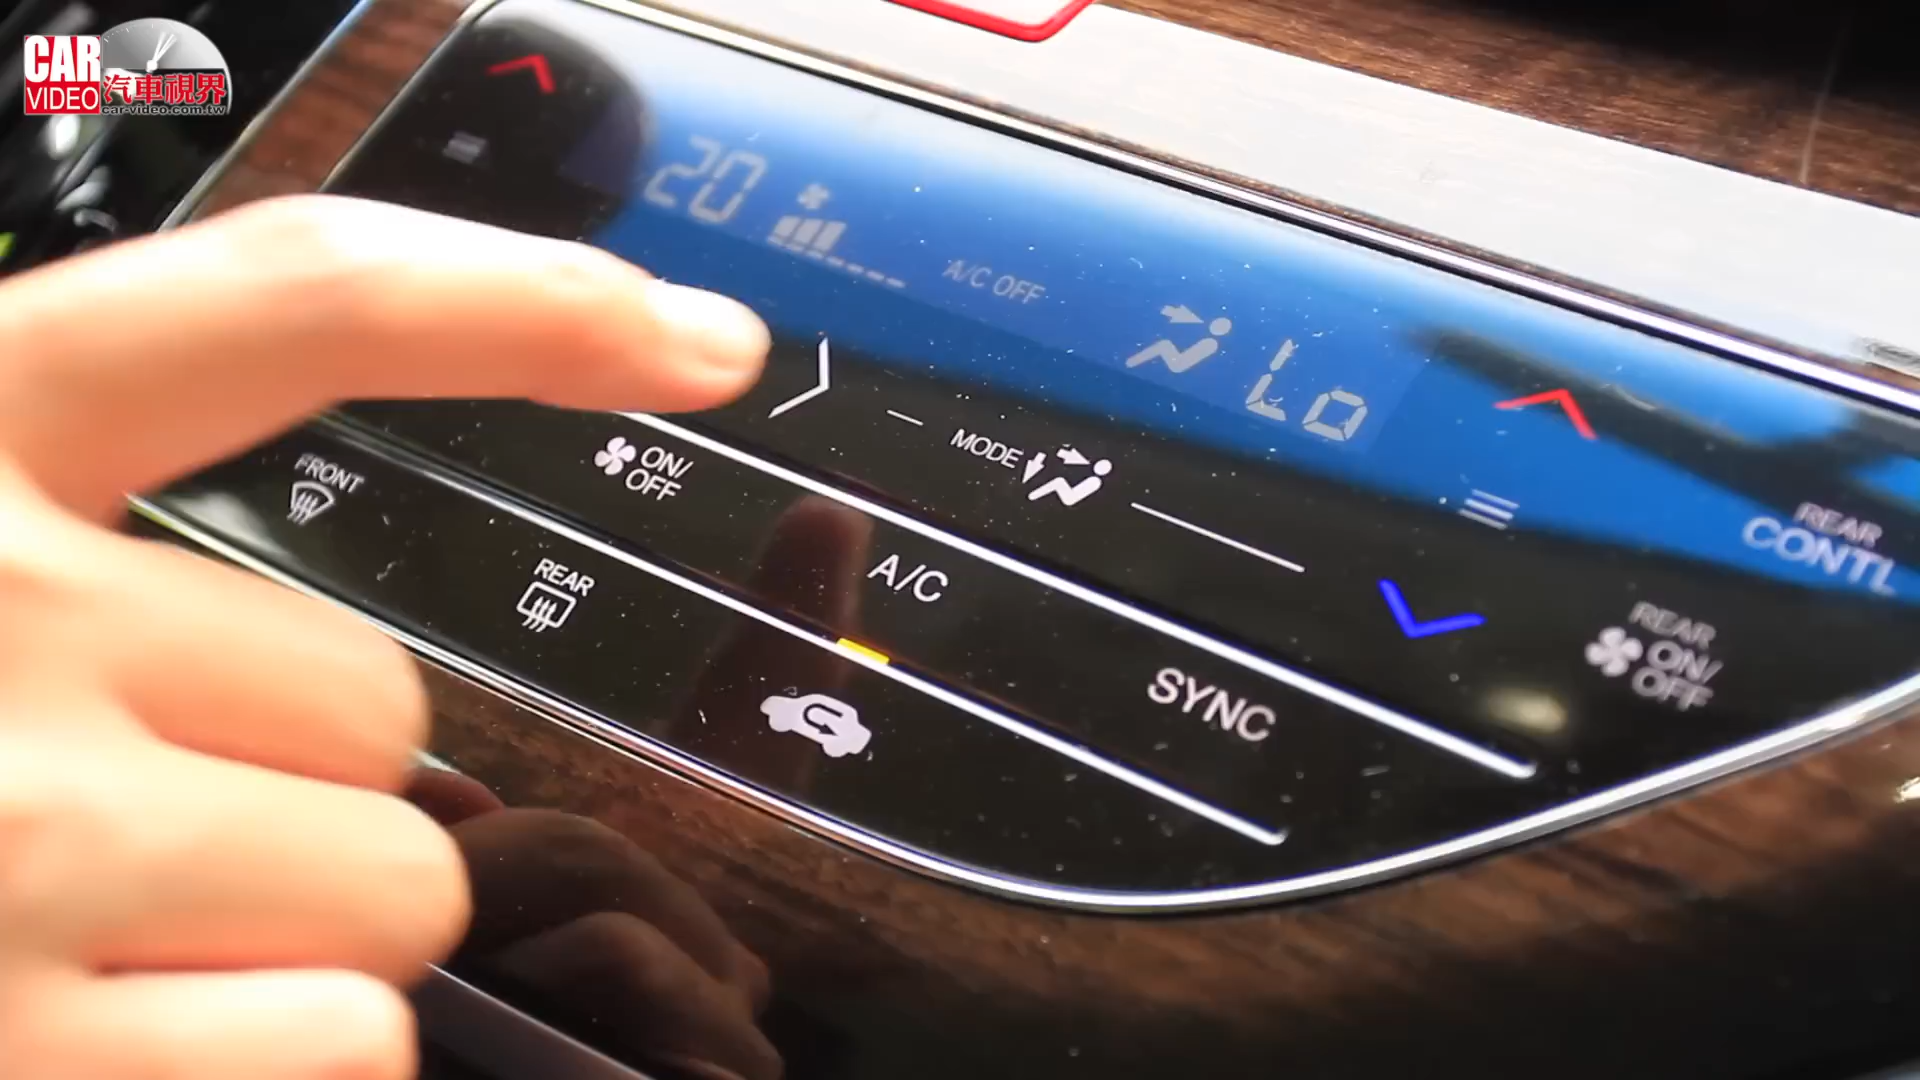 CAR
VIDEO
汽車視界
car-video.com.tw
20
A/C OFF
Lo
MODE
FRONT
ON/
OFF
REAR
A/C
SYNC
REAR
CONTL
REAR
ON/
OFF